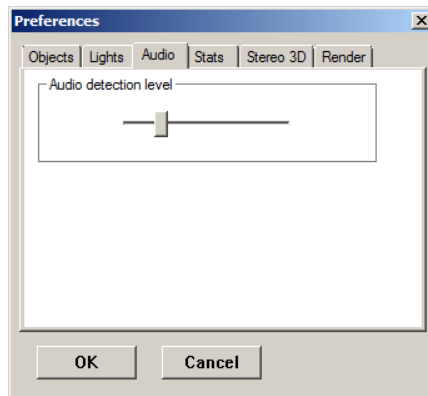 Preferences
Objects Lights Audio Stats Stereo 3D Render
Audio detection level
OK Cancel